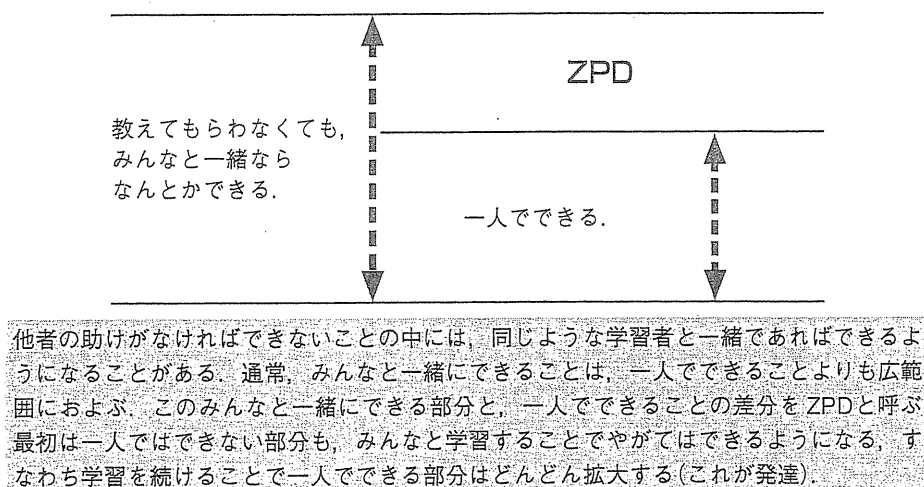 ZPD
教えてもらわなくても，
みんなと一緒なら
なんとかできる．
一人でできる．
他者の助けがなければできないことの中には，同じような学習者と一緒であればできるよ
うになることがある．通常，みんなと一緒にできることは，一人でできることよりも広範
囲におよぶ．このみんなと一緒にできる部分と，一人でできることの差分をZPDと呼ぶ
最初は一人ではできない部分も，みんなと学習することでやがてはできるようになる，す
なわち学習を続けることで一人でできる部分はどんどん拡大する(これが発達)．